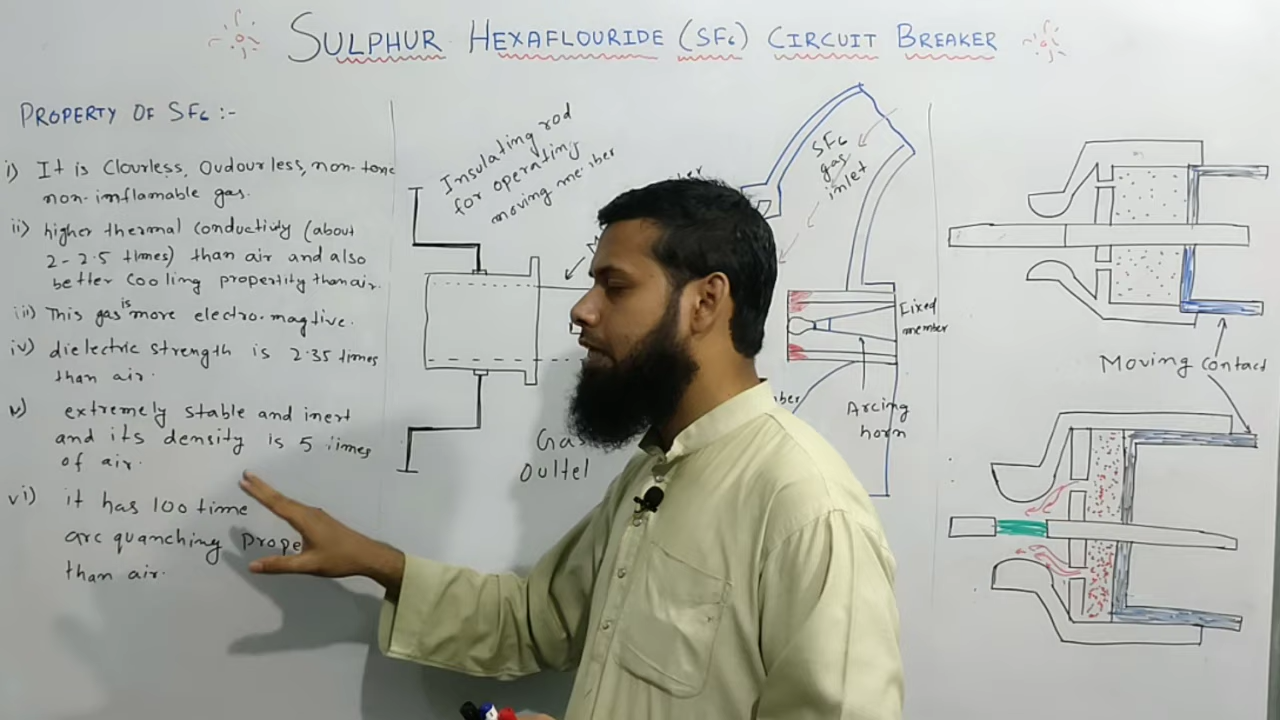 SULPHUR HEXAFLOURIDE (SF6) CIRCUIT BREAKER
PROPERTY OF SF6 :-
i) It is Clourless, Oudourless, non-toxic
non-inflamable gas.
ii) higher thermal conductivity (about
2-2.5 times) than air and also
better cooling propertity than air.
iii) This gas is more electro-magtive.
iv) dielectric strength is 2.35 times
than air.
v) extremely stable and inert
and its density is 5 times
of air.
vi) it has 100 time
arc quanching prope
than air.
Insulating rod
for operating
moving me ber
Gas
Oultel
SF6
gas
inlet
Fixed
member
Arcing
horn
Moving Contact